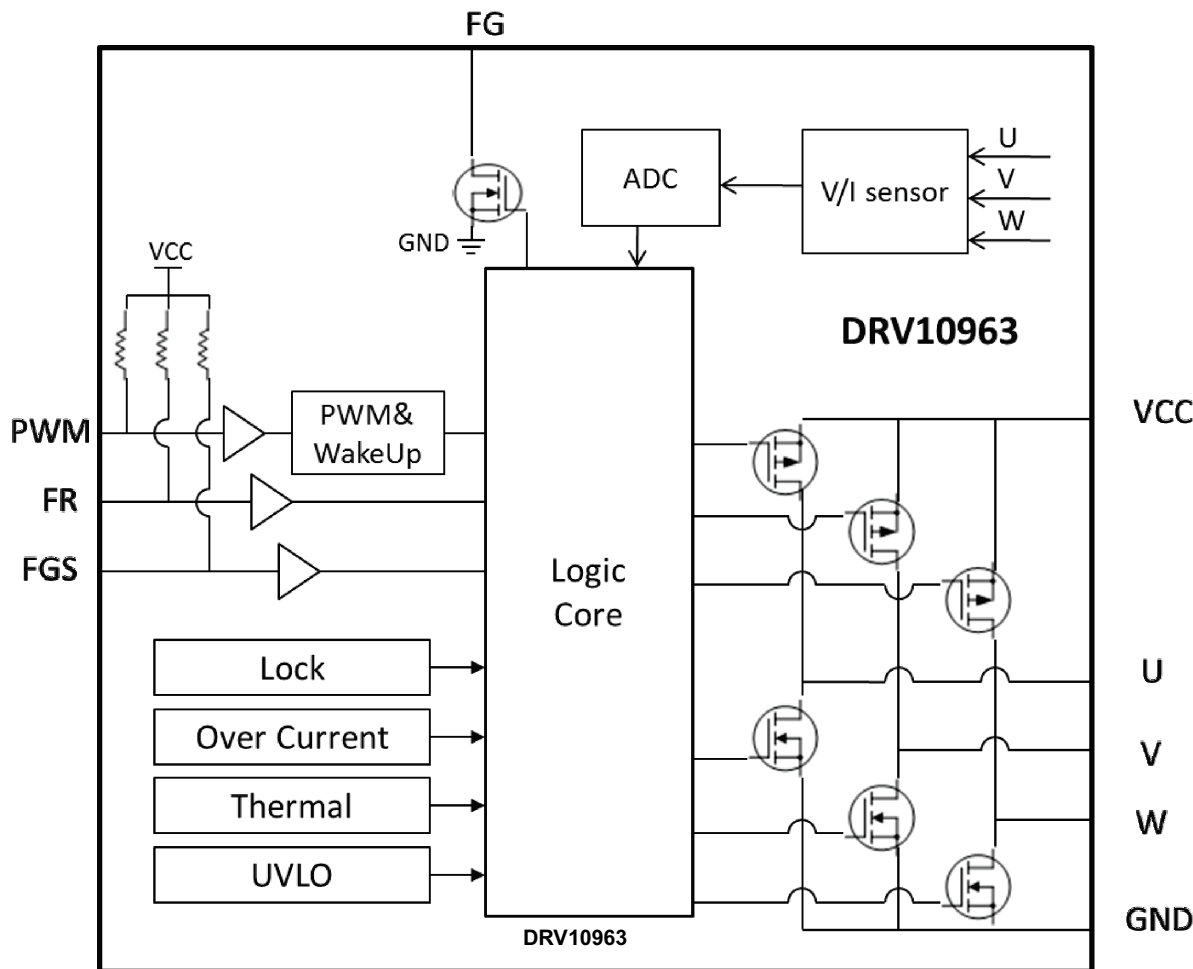 FG
ADC
V/I sensor
U
V
W
GND
VCC
DRV10963
PWM
PWM&
WakeUp
VCC
FR
FGS
Logic
Core
Lock
U
Over Current
V
Thermal
W
UVLO
GND
DRV10963